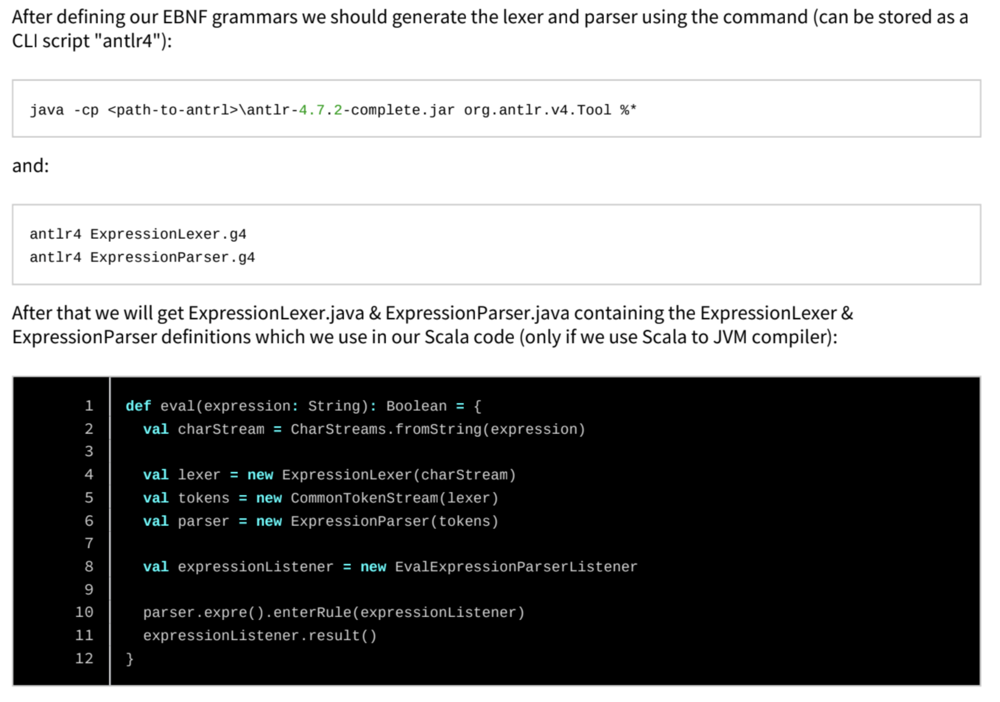 After defining our EBNF grammars we should generate the lexer and parser using the command (can be stored as a
CLI script "antlr4"):
java -cp <path-to-antrl>\antlr-4.7.2-complete.jar org.antlr.v4.Tool %*
and:
antlr4 ExpressionLexer.g4
antlr4 ExpressionParser.g4
After that we will get ExpressionLexer.java & ExpressionParser.java containing the ExpressionLexer &
ExpressionParser definitions which we use in our Scala code (only if we use Scala to JVM compiler):
1 def eval(expression: String): Boolean = {
2   val charStream = CharStreams.fromString(expression)
3
4   val lexer = new ExpressionLexer(charStream)
5   val tokens = new CommonTokenStream(lexer)
6   val parser = new ExpressionParser(tokens)
7
8   val expressionListener = new EvalExpressionParserListener
9
10   parser.expre().enterRule(expressionListener)
11   expressionListener.result()
12 }